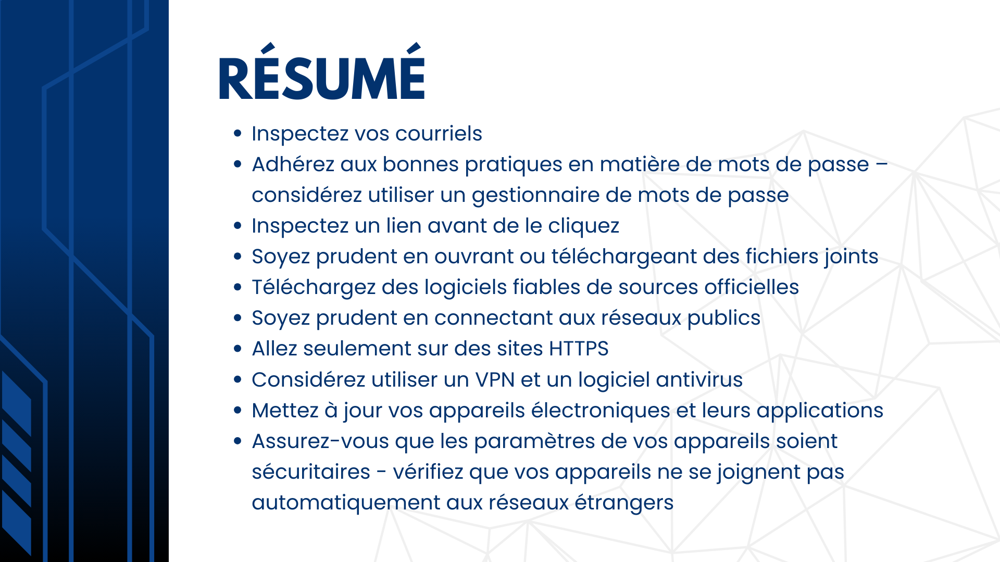 RÉSUMÉ
• Inspectez vos courriels
• Adhérez aux bonnes pratiques en matière de mots de passe –
considérez utiliser un gestionnaire de mots de passe
• Inspectez un lien avant de le cliquez
• Soyez prudent en ouvrant ou téléchargeant des fichiers joints
• Téléchargez des logiciels fiables de sources officielles
• Soyez prudent en connectant aux réseaux publics
• Allez seulement sur des sites HTTPS
• Considérez utiliser un VPN et un logiciel antivirus
• Mettez à jour vos appareils électroniques et leurs applications
• Assurez-vous que les paramètres de vos appareils soient
sécuritaires - vérifiez que vos appareils ne se joignent pas
automatiquement aux réseaux étrangers